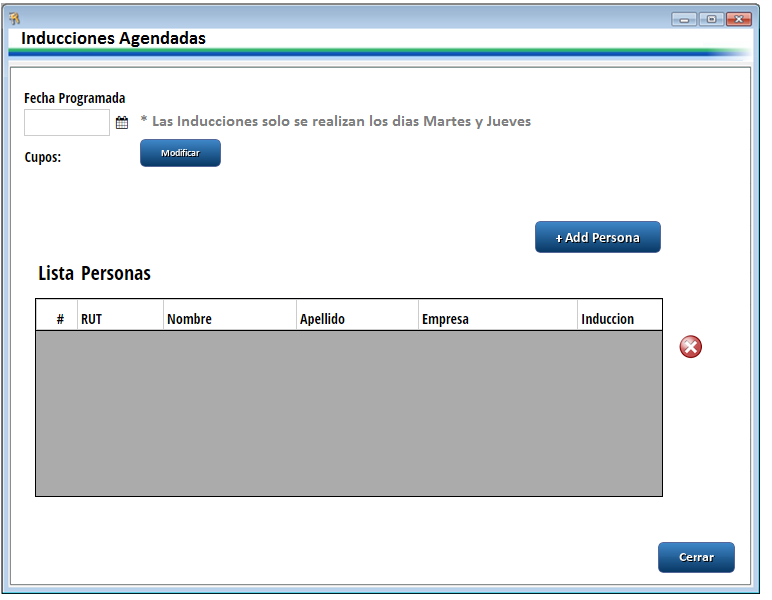 Inducciones Agendadas
Fecha Programada
* Las Inducciones solo se realizan los dias Martes y Jueves
Cupos:
Modificar
+ Add Persona
Lista Personas
# RUT Nombre Apellido Empresa Induccion
Cerrar